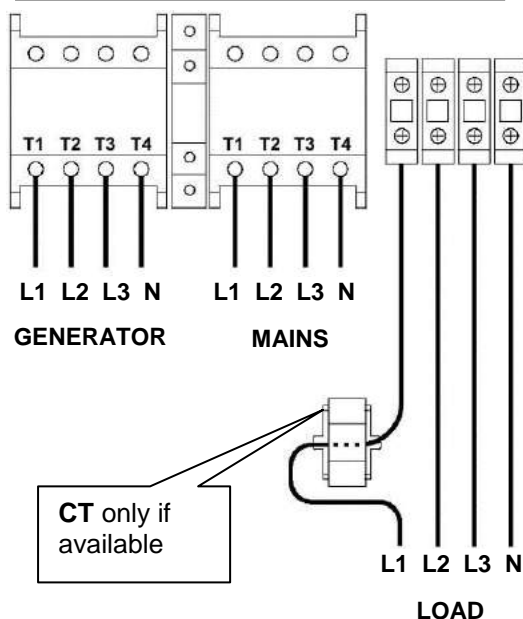 T1 T2 T3 T4
T1 T2 T3 T4
L1 L2 L3 N
L1 L2 L3 N
GENERATOR
MAINS
CT only if
available
L1 L2 L3 N
LOAD